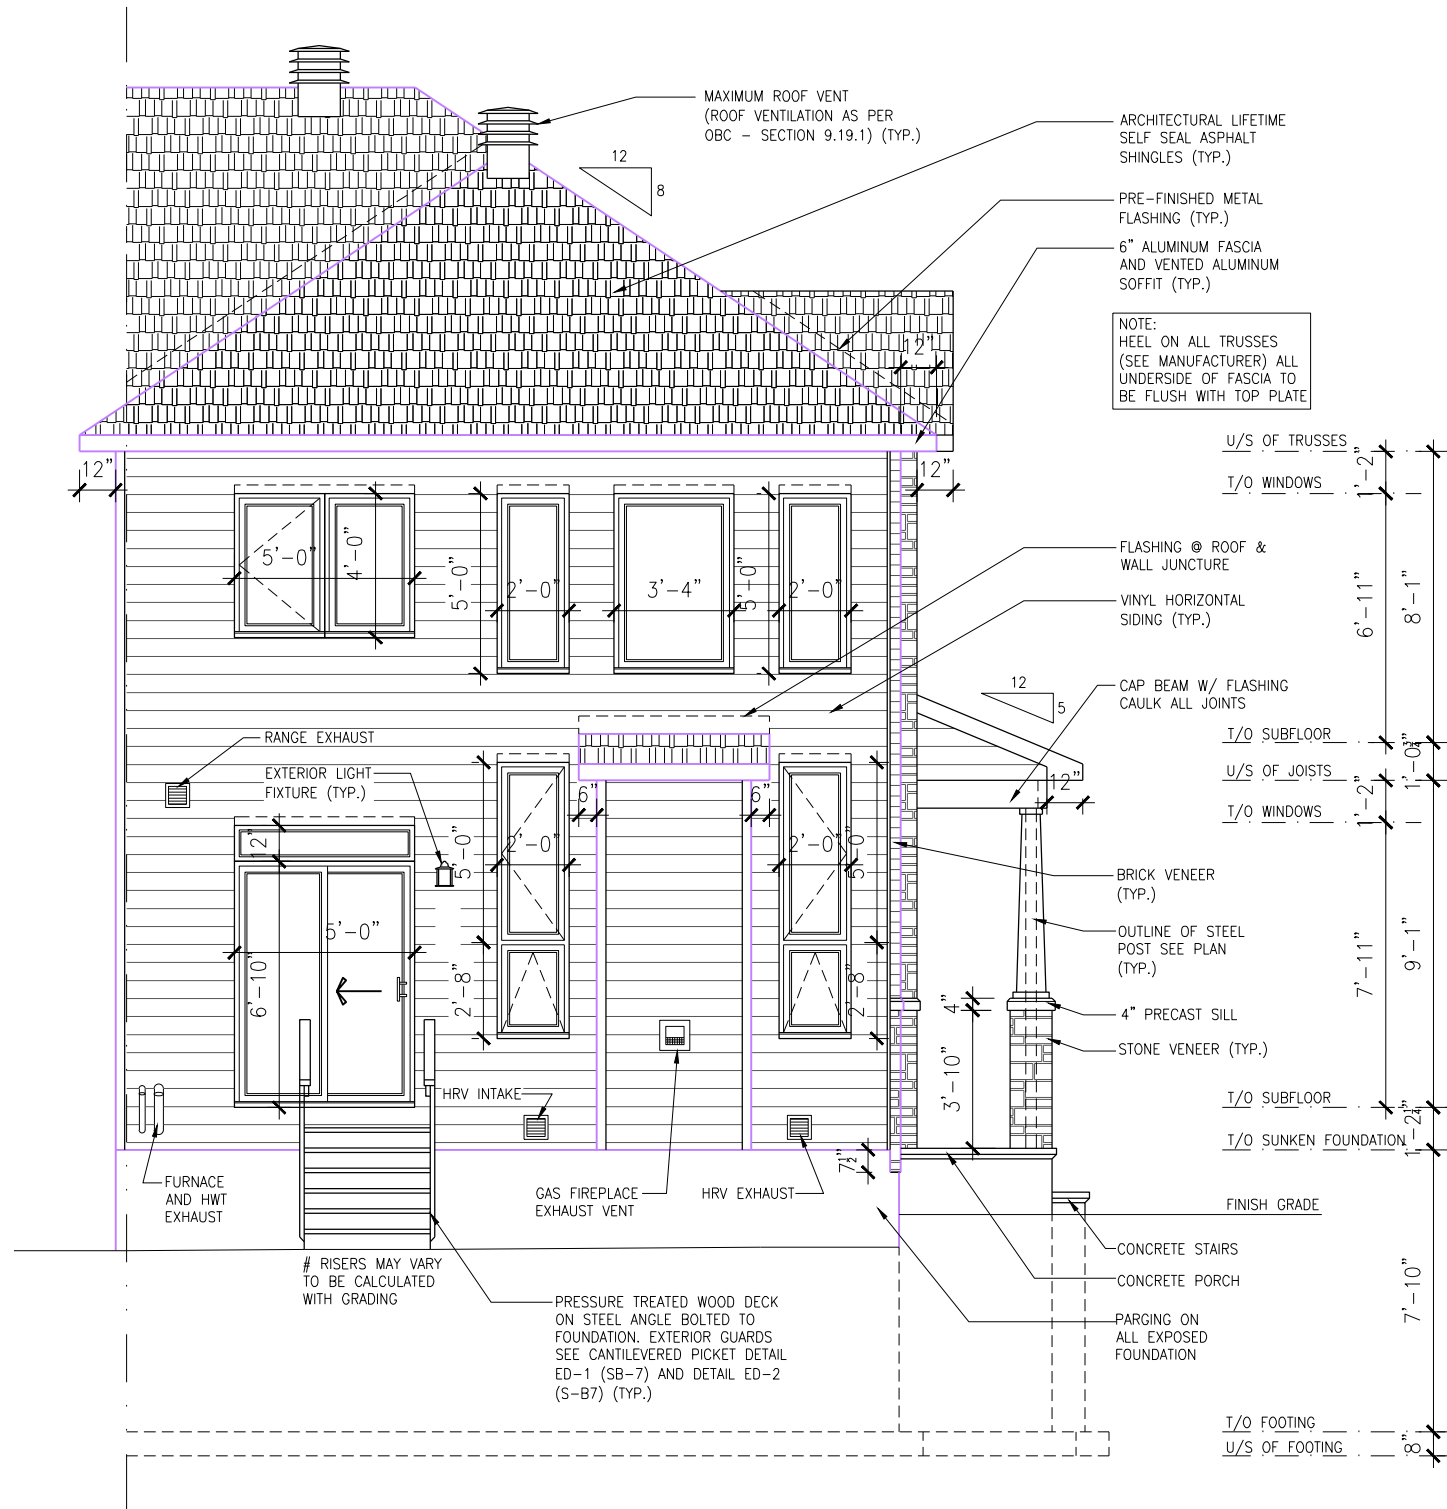 MAXIMUM ROOF VENT
(ROOF VENTILATION AS PER
OBC – SECTION 9.19.1) (TYP.)
12
8
ARCHITECTURAL LIFETIME
SELF SEAL ASPHALT
SHINGLES (TYP.)
PRE-FINISHED METAL
FLASHING (TYP.)
6" ALUMINUM FASCIA
AND VENTED ALUMINUM
SOFFIT (TYP.)
NOTE:
HEEL ON ALL TRUSSES
(SEE MANUFACTURER) ALL
UNDERSIDE OF FASCIA TO
BE FLUSH WITH TOP PLATE
12"
12"
12"
U/S OF TRUSSES
T/O WINDOWS
1'-2"
6'-11"
8'-1"
5'-0"
4'-0"
5'-0"
2'-0"
3'-4"
5'-0"
2'-0"
FLASHING @ ROOF &
WALL JUNCTURE
VINYL HORIZONTAL
SIDING (TYP.)
12
5
CAP BEAM W/ FLASHING
CAULK ALL JOINTS
T/O SUBFLOOR
U/S OF JOISTS
T/O WINDOWS
1'-2"
12"
RANGE EXHAUST
EXTERIOR LIGHT
FIXTURE (TYP.)
6"
6"
12"
5'-0"
2'-0"
2'-0"
5'-0"
5'-0"
6'-10"
2'-8"
2'-8"
BRICK VENEER
(TYP.)
OUTLINE OF STEEL
POST SEE PLAN
(TYP.)
4"
4" PRECAST SILL
STONE VENEER (TYP.)
3'-10"
7'-11"
9'-1"
T/O SUBFLOOR
T/O SUNKEN FOUNDATION
HRV INTAKE
7½"
FURNACE
AND HWT
EXHAUST
GAS FIREPLACE
EXHAUST VENT
HRV EXHAUST
FINISH GRADE
CONCRETE STAIRS
CONCRETE PORCH
# RISERS MAY VARY
TO BE CALCULATED
WITH GRADING
PRESSURE TREATED WOOD DECK
ON STEEL ANGLE BOLTED TO
FOUNDATION. EXTERIOR GUARDS
SEE CANTILEVERED PICKET DETAIL
ED-1 (SB-7) AND DETAIL ED-2
(S-B7) (TYP.)
PARGING ON
ALL EXPOSED
FOUNDATION
7'-10"
T/O FOOTING
U/S OF FOOTING
8"